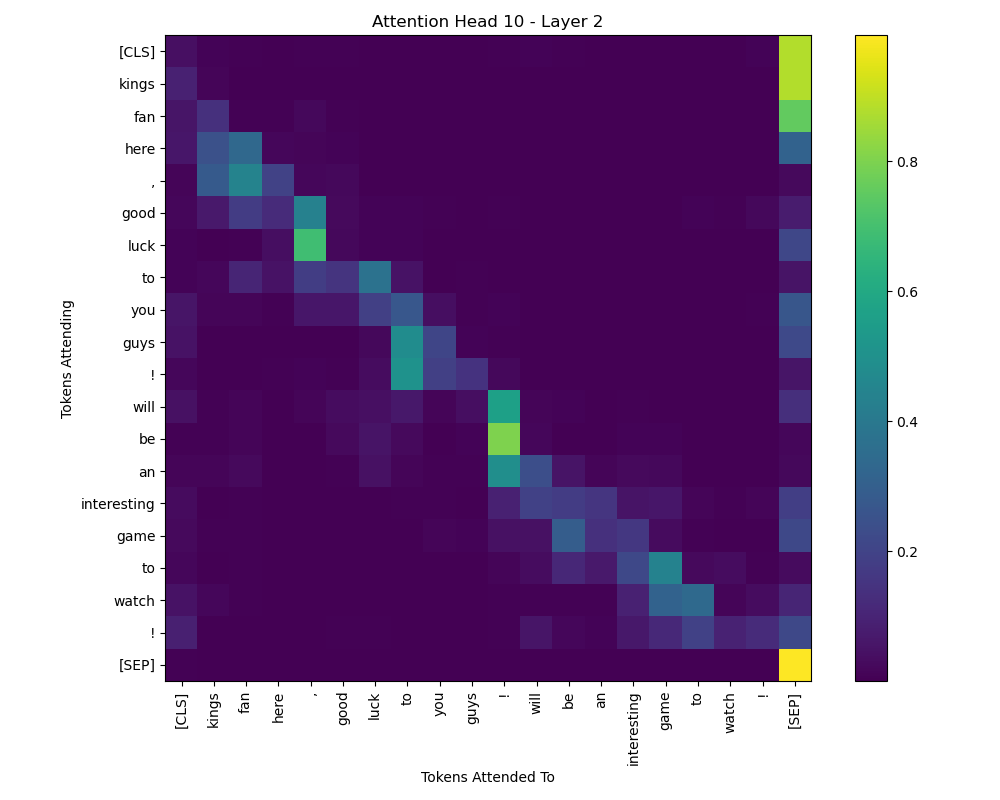 Attention Head 10 - Layer 2
[CLS]
kings
fan
here
,
good
luck
to
you
guys
!
will
be
an
interesting
game
to
watch
!
[SEP]
Tokens Attending
[CLS]
kings
fan
here
,
good
luck
to
you
guys
!
will
be
an
interesting
game
to
watch
!
[SEP]
Tokens Attended To
0.8
0.6
0.4
0.2